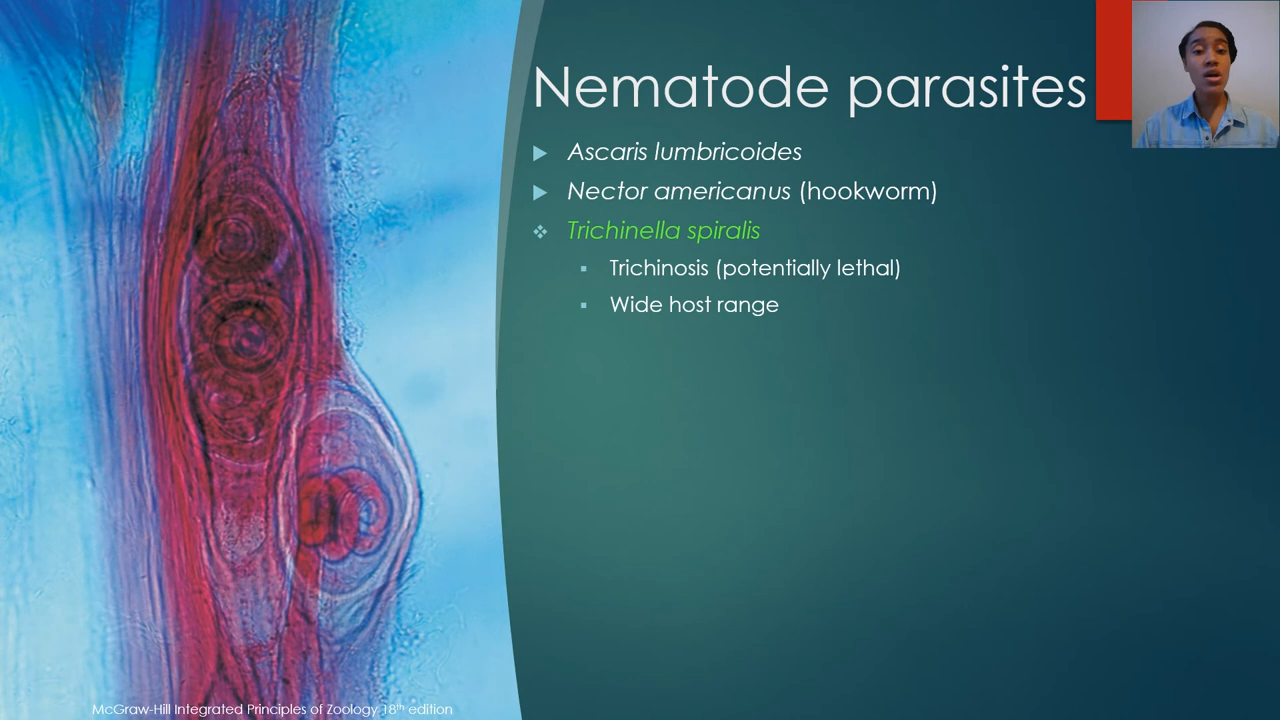 Nematode parasites
Ascaris lumbricoides
Nector americanus (hookworm)
Trichinella spiralis
Trichinosis (potentially lethal)
Wide host range
McGraw-Hill Integrated Principles of Zoology 18th edition